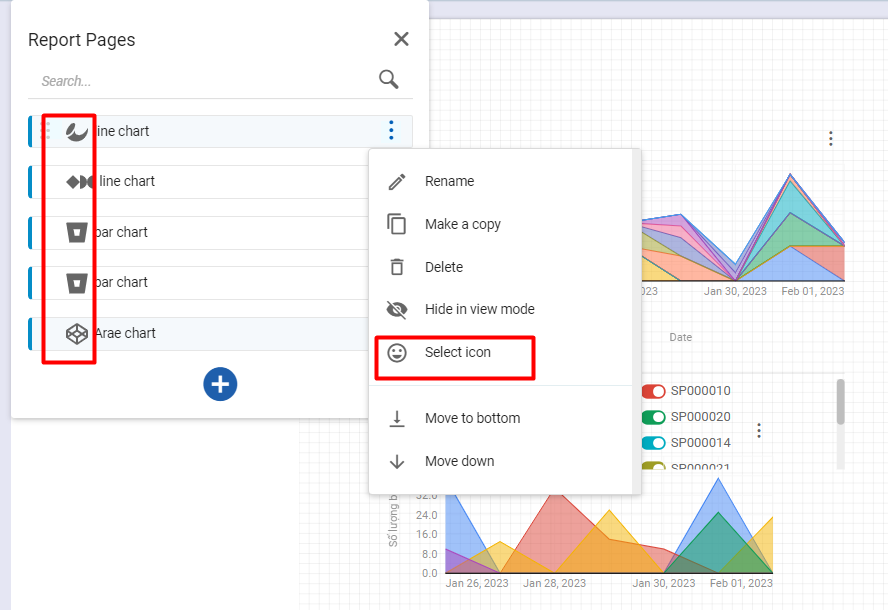 Report Pages
Search...
line chart
line chart
bar chart
bar chart
Arae chart
Rename
Make a copy
Delete
Hide in view mode
Select icon
Move to bottom
Move down
2023
Jan 30, 2023
Feb 01, 2023
Date
SP000010
SP000020
SP000014
SP000021
Số lượng b
32.0
24.0
16.0
8.0
0.0
Jan 26, 2023
Jan 28, 2023
Jan 30, 2023
Feb 01, 2023